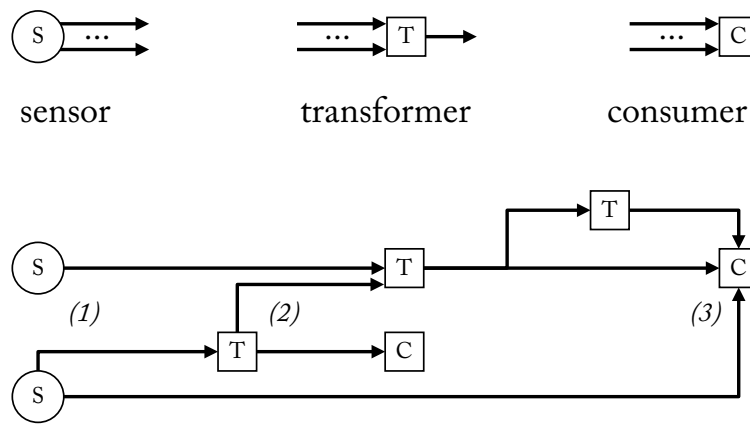 S ... ... T ... C
sensor transformer consumer
T
S T C
(1) (2) (3)
T C
S